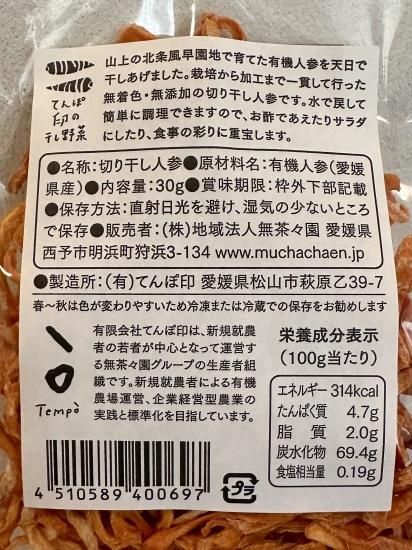 てんぽ
印の
干し野菜
山上の北条風早園地で育てた有機人参を天日で
干しあげました。栽培から加工まで一貫して行った
無着色・無添加の切り干し人参です。水で戻して
簡単に調理できますので、お酢であえたりサラダ
にしたり、食事の彩りに重宝します。
●名称:切り干し人参●原材料名:有機人参(愛媛
県産)●内容量:30g●賞味期限:枠外下部記載
●保存方法:直射日光を避け、湿気の少ないところ
で保存●販売者:(株)地域法人無茶々園 愛媛県
西予市明浜町狩浜3-134 www.muchachaen.jp
●製造所:(有)てんぽ印 愛媛県松山市萩原乙39-7
春〜秋は色が変わりやすいため冷凍または冷蔵での保存をお勧めします
Tempò
有限会社てんぽ印は、新規就農
者の若者が中心となって運営す
る無茶々園グループの生産者組
織です。新規就農者による有機
農場運営、企業経営型農業の
実践と標準化を目指しています。
栄養成分表示
(100g当たり)
エネルギー 314kcal
たんぱく質 4.7g
脂質 2.0g
炭水化物 69.4g
食塩相当量 0.19g
4 510589 400697
プラ